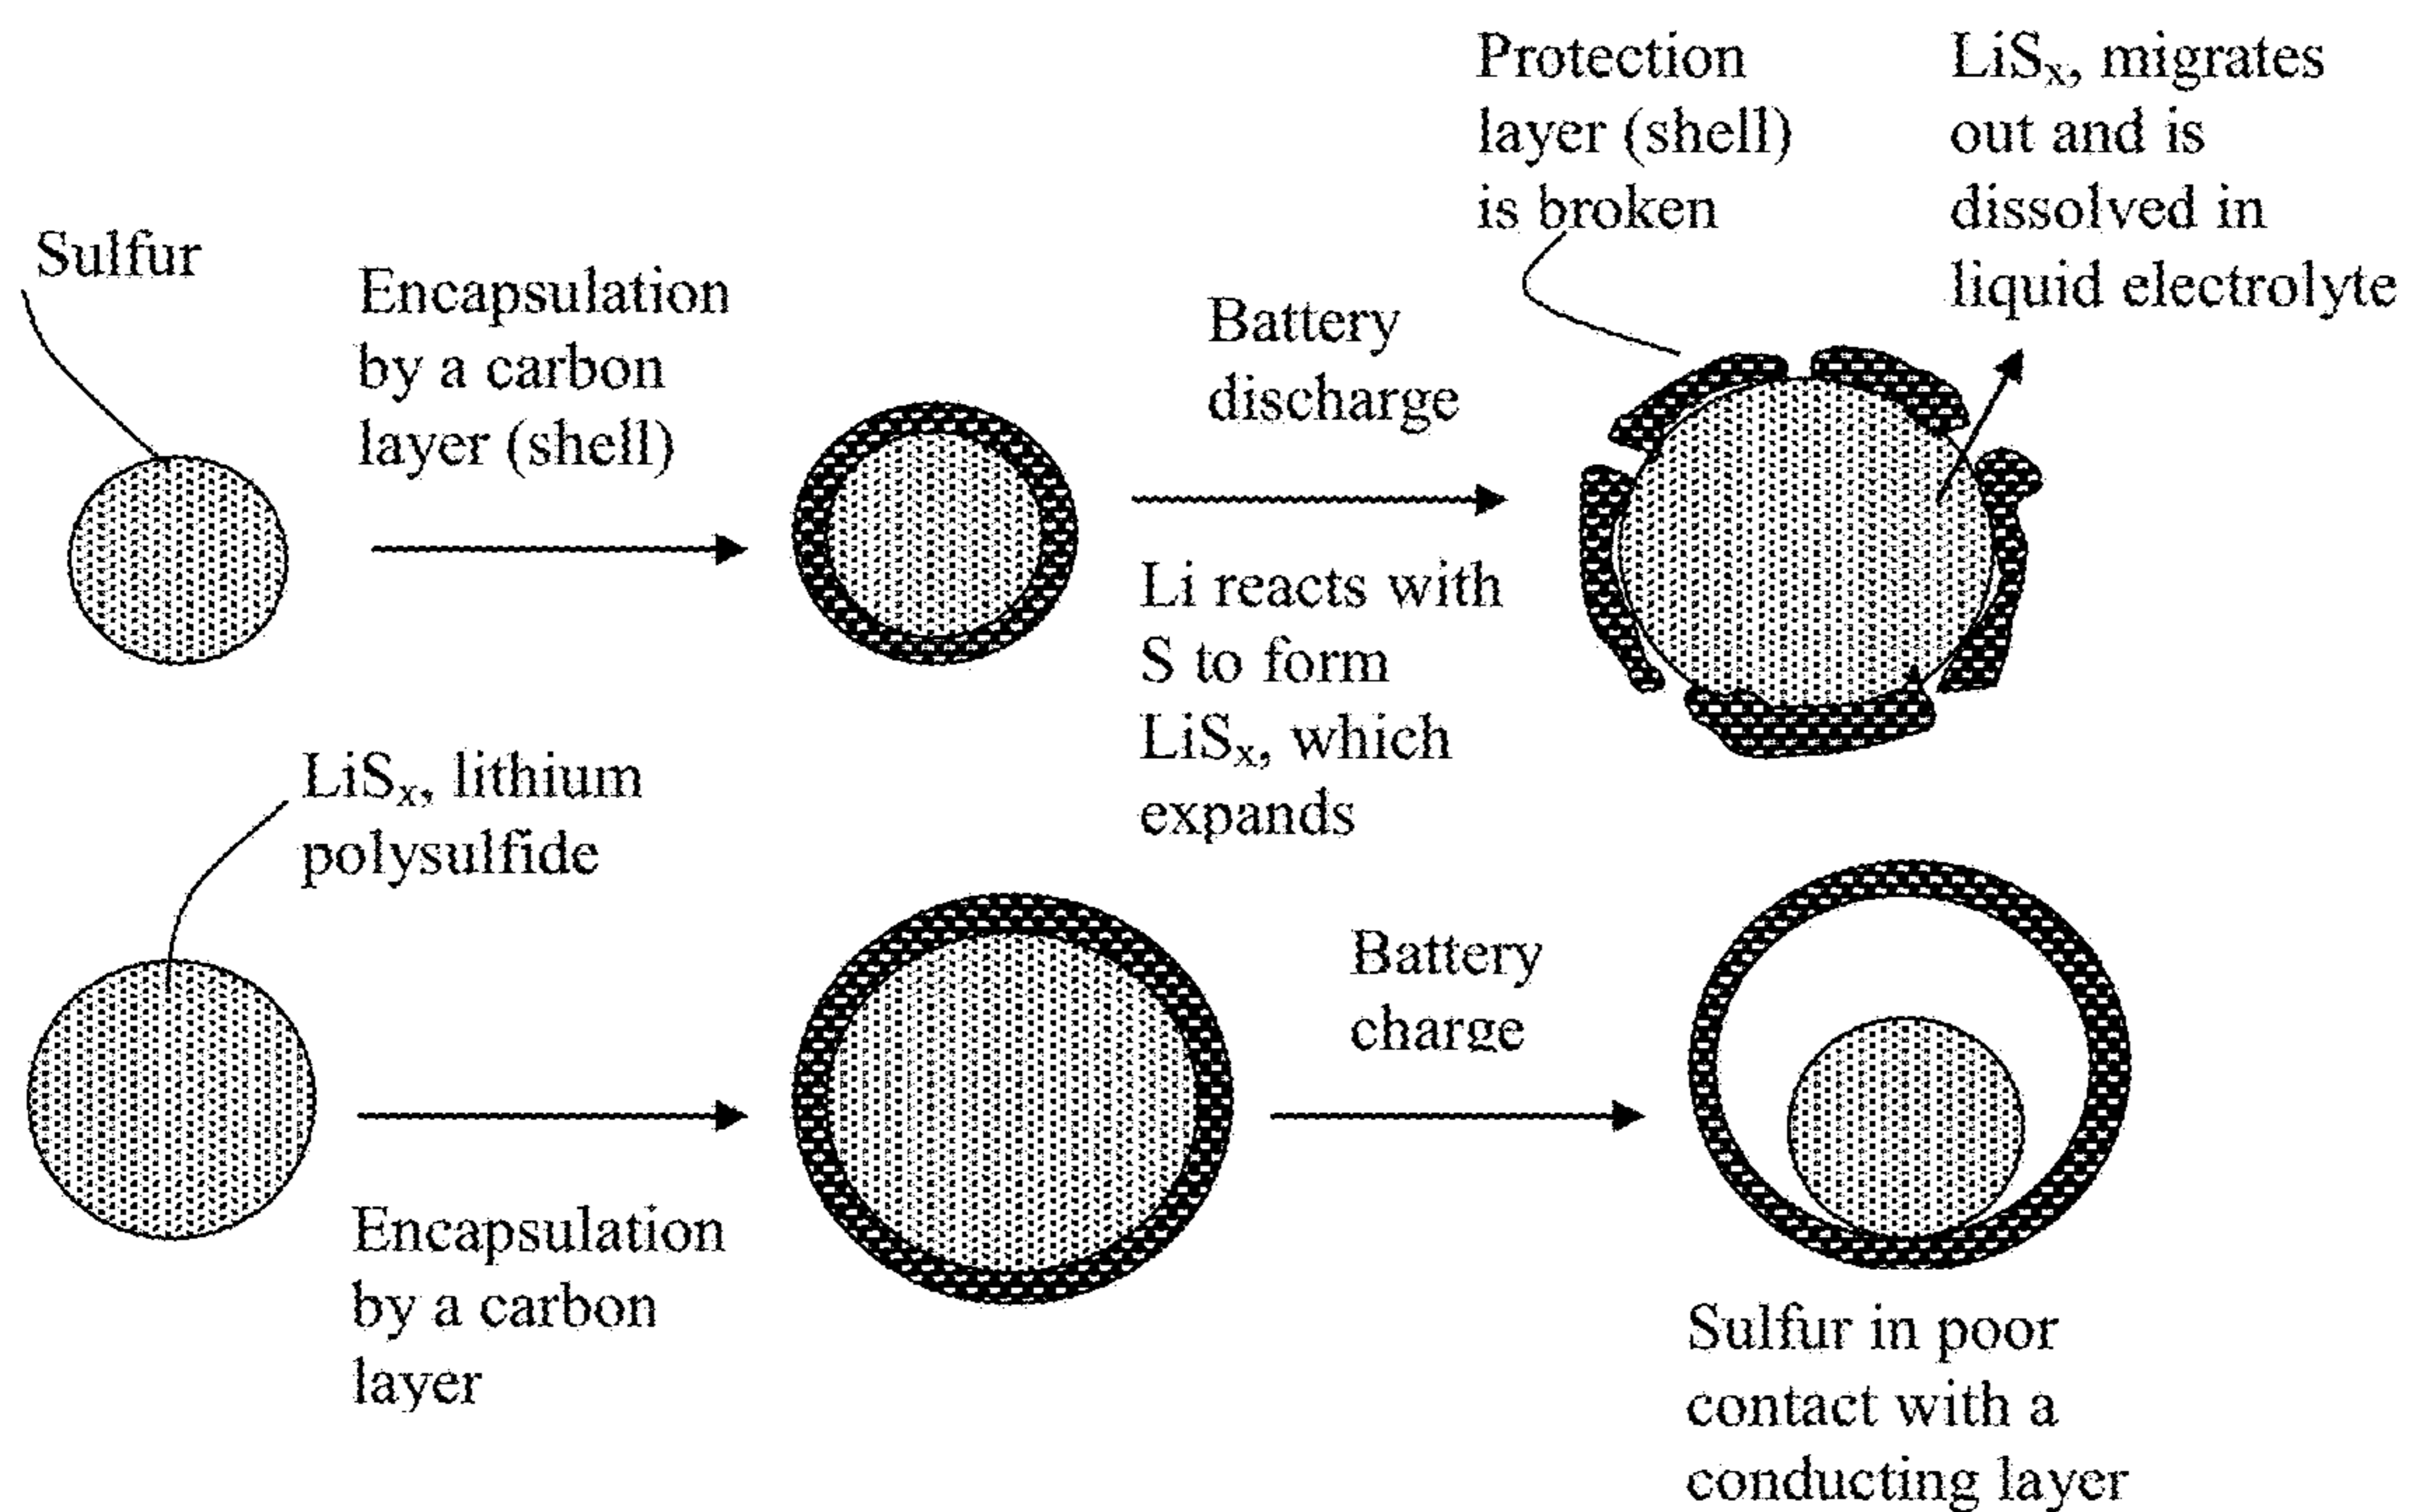 Sulfur
Encapsulation
by a carbon
layer (shell)
Battery
discharge
Li reacts with
S to form
LiSₓ, which
expands
Protection
layer (shell)
is broken
LiSₓ, migrates
out and is
dissolved in
liquid electrolyte
LiSₓ, lithium
polysulfide
Encapsulation
by a carbon
layer
Battery
charge
Sulfur in poor
contact with a
conducting layer